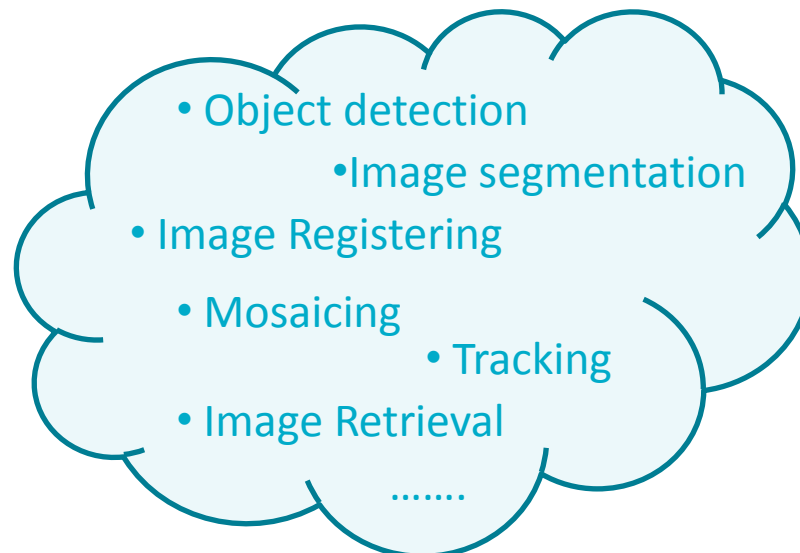 • Object detection
•Image segmentation
• Image Registering
• Mosaicing
• Tracking
• Image Retrieval
.......